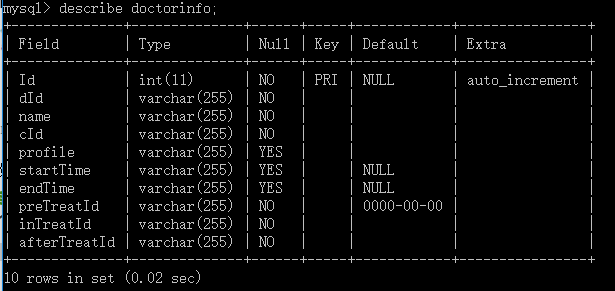 mysql> describe doctorinfo;
+--------------+--------------+------+-----+------------+----------------+
| Field | Type | Null | Key | Default | Extra |
+--------------+--------------+------+-----+------------+----------------+
| Id | int(11) | NO | PRI | NULL | auto_increment |
| dId | varchar(255) | NO | | | |
| name | varchar(255) | NO | | | |
| cId | varchar(255) | NO | | | |
| profile | varchar(255) | YES | | | |
| startTime | varchar(255) | YES | | NULL | |
| endTime | varchar(255) | YES | | NULL | |
| preTreatId | varchar(255) | NO | | 0000-00-00 | |
| inTreatId | varchar(255) | NO | | | |
| afterTreatId | varchar(255) | NO | | | |
+--------------+--------------+------+-----+------------+----------------+
10 rows in set (0.02 sec)